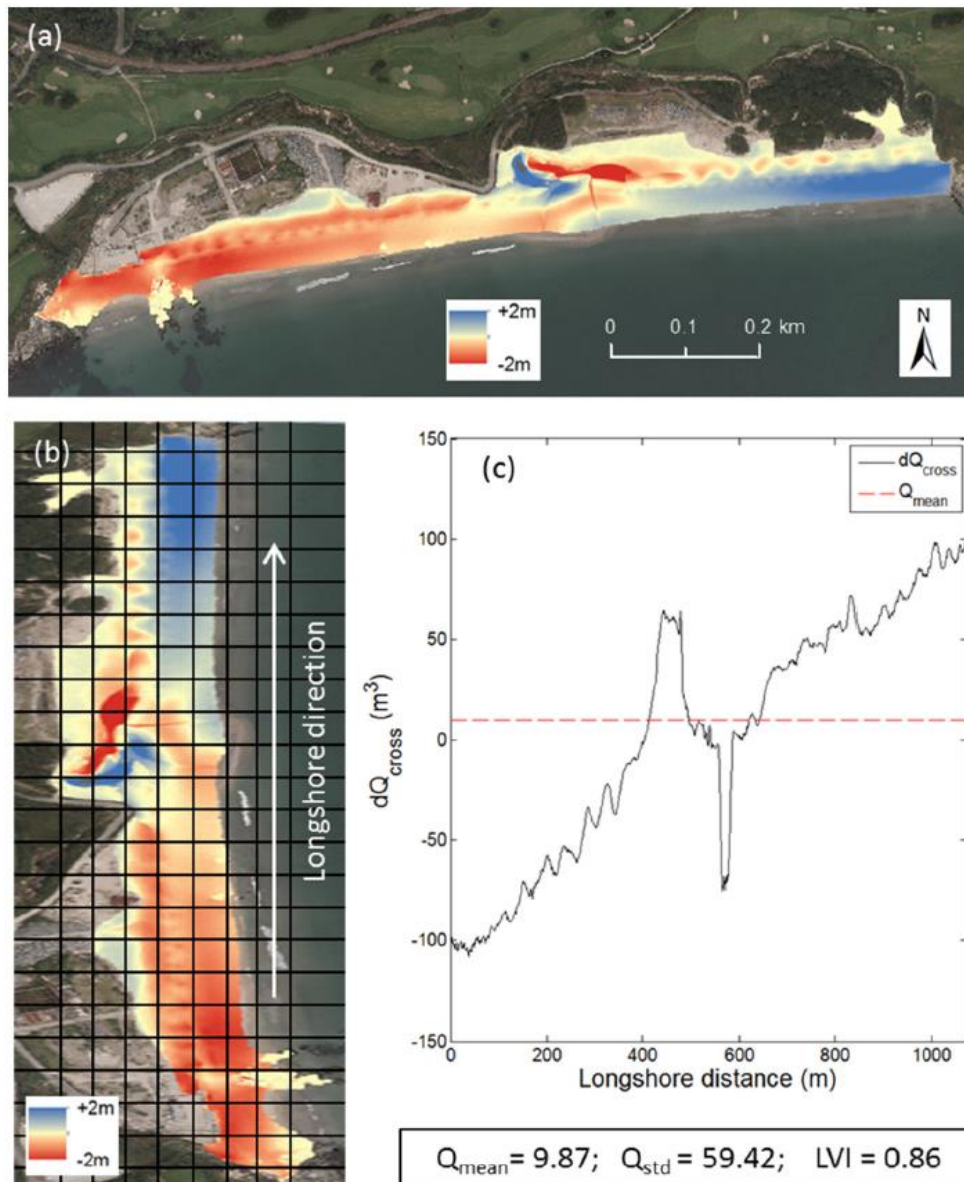 (a)
+2m
-2m
0 0.1 0.2 km
N
(b)
Longshore direction
+2m
-2m
(c)
dQcross
Qmean
150
100
50
0
-50
-100
-150
dQcross (m³)
0 200 400 600 800 1000
Longshore distance (m)
Qmean = 9.87; Qstd = 59.42; LVI = 0.86